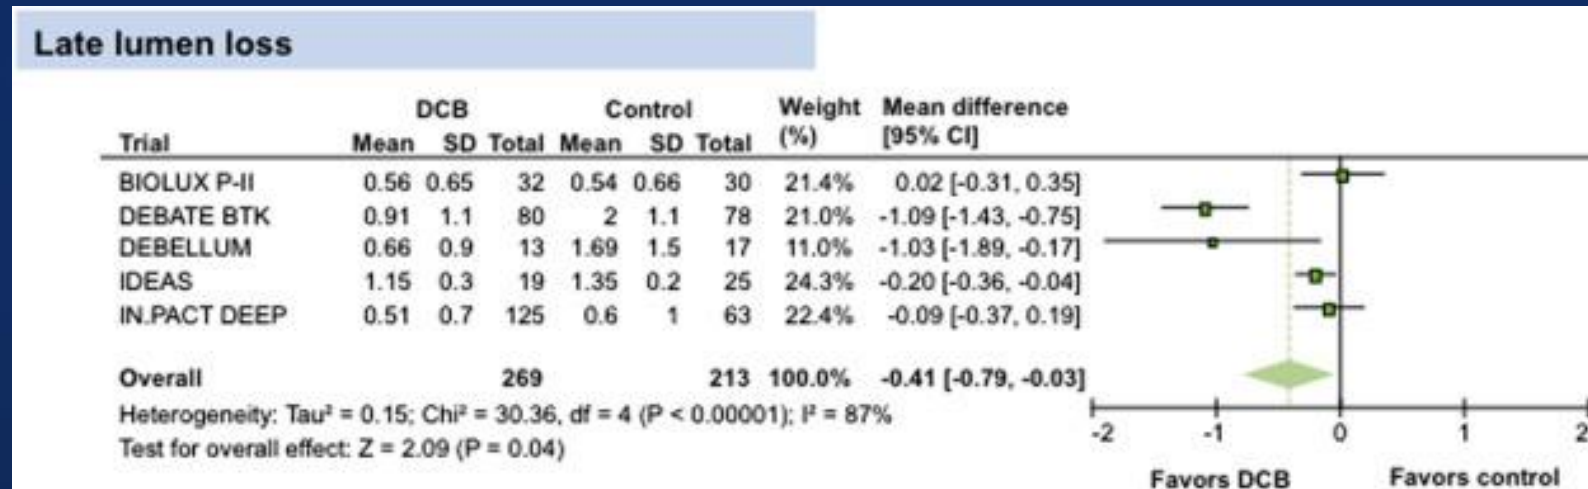 Late lumen loss
DCB Control Weight Mean difference
Trial Mean SD Total Mean SD Total (%) [95% CI]
BIOLUX P-II 0.56 0.65 32 0.54 0.66 30 21.4% 0.02 [-0.31, 0.35]
DEBATE BTK 0.91 1.1 80 2 1.1 78 21.0% -1.09 [-1.43, -0.75]
DEBELLUM 0.66 0.9 13 1.69 1.5 17 11.0% -1.03 [-1.89, -0.17]
IDEAS 1.15 0.3 19 1.35 0.2 25 24.3% -0.20 [-0.36, -0.04]
IN.PACT DEEP 0.51 0.7 125 0.6 1 63 22.4% -0.09 [-0.37, 0.19]
Overall 269 213 100.0% -0.41 [-0.79, -0.03]
Heterogeneity: Tau² = 0.15; Chi² = 30.36, df = 4 (P < 0.00001); I² = 87%
Test for overall effect: Z = 2.09 (P = 0.04)
-2 -1 0 1 2
Favors DCB Favors control